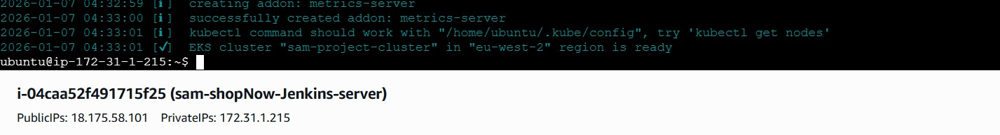 2026-01-07 04:32:59 [ℹ]  creating addon: metrics-server
2026-01-07 04:33:00 [ℹ]  successfully created addon: metrics-server
2026-01-07 04:33:01 [ℹ]  kubectl command should work with "/home/ubuntu/.kube/config", try 'kubectl get nodes'
2026-01-07 04:33:01 [✔]  EKS cluster "sam-project-cluster" in "eu-west-2" region is ready
ubuntu@ip-172-31-1-215:~$
i-04caa52f491715f25 (sam-shopNow-Jenkins-server)
PublicIPs: 18.175.58.101 PrivateIPs: 172.31.1.215